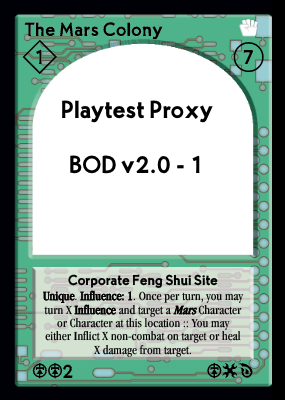 The Mars Colony
1
7
Playtest Proxy
BOD v2.0 - 1
Corporate Feng Shui Site
Unique. Influence: 1. Once per turn, you may
turn X Influence and target a Mars Character
or Character at this location :: You may
either Inflict X non-combat on target or heal
X damage from target.
2